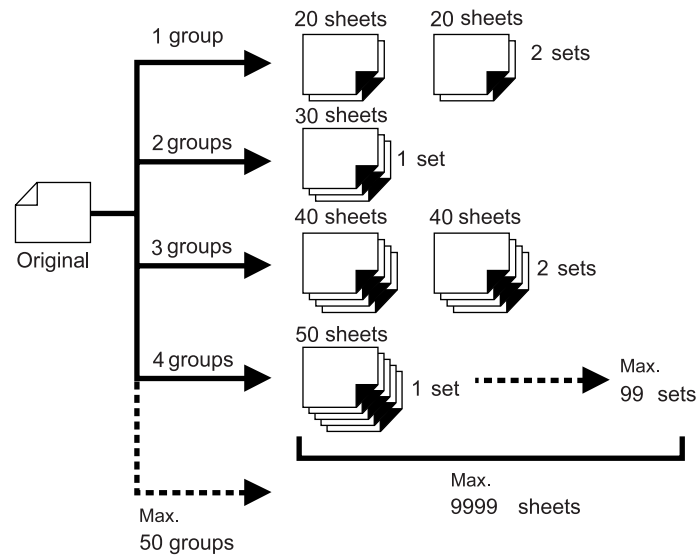 1 group
20 sheets
20 sheets
2 sets
2 groups
30 sheets
1 set
Original
3 groups
40 sheets
40 sheets
2 sets
4 groups
50 sheets
1 set
Max.
99 sets
Max.
50 groups
Max.
9999 sheets